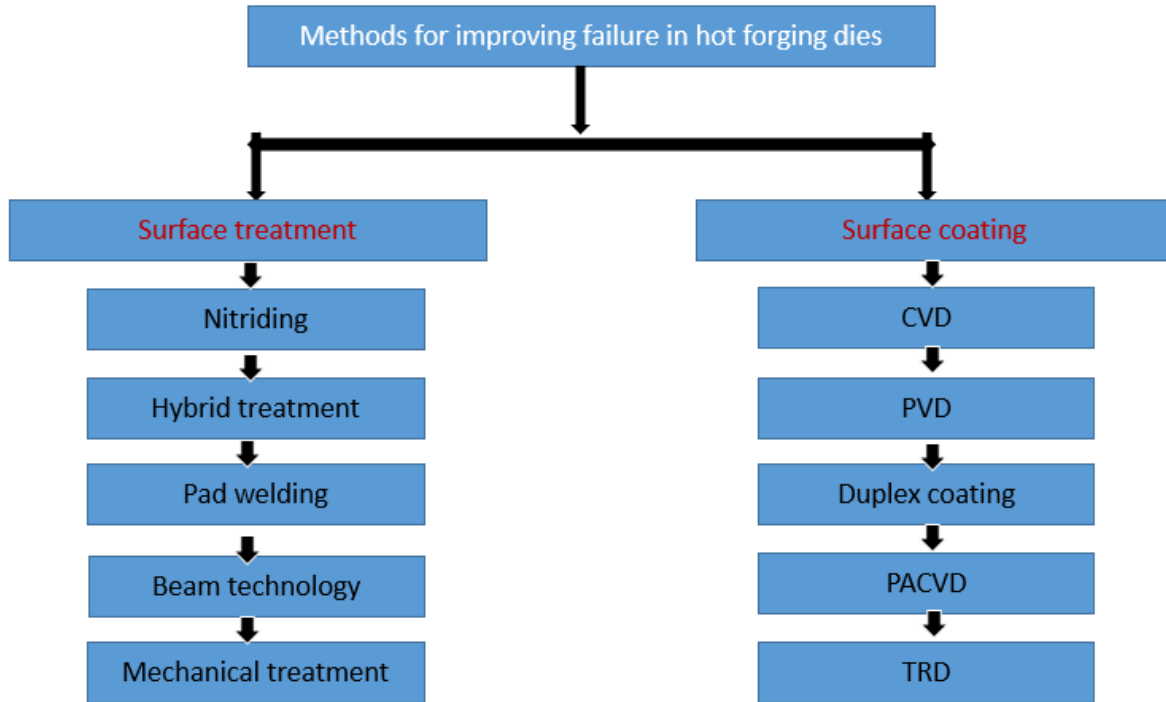 Methods for improving failure in hot forging dies
Surface treatment
Nitriding
Hybrid treatment
Pad welding
Beam technology
Mechanical treatment
Surface coating
CVD
PVD
Duplex coating
PACVD
TRD